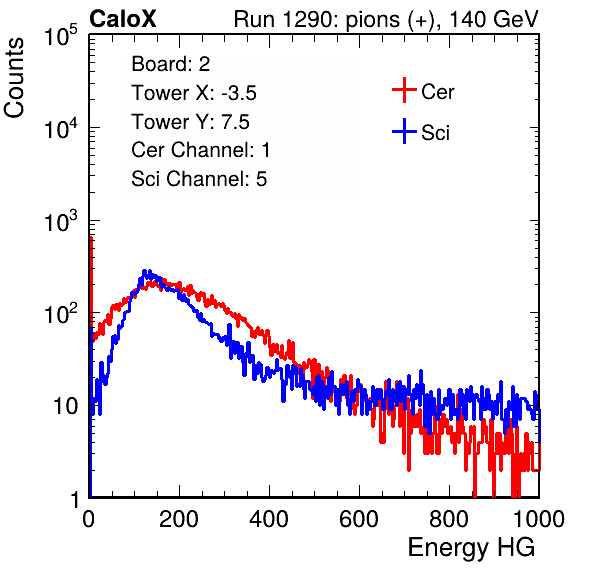 CaloX
Run 1290: pions (+), 140 GeV
Counts
10^5
10^4
10^3
10^2
10
1
Board: 2
Tower X: -3.5
Tower Y: 7.5
Cer Channel: 1
Sci Channel: 5
Cer
Sci
0 200 400 600 800 1000
Energy HG